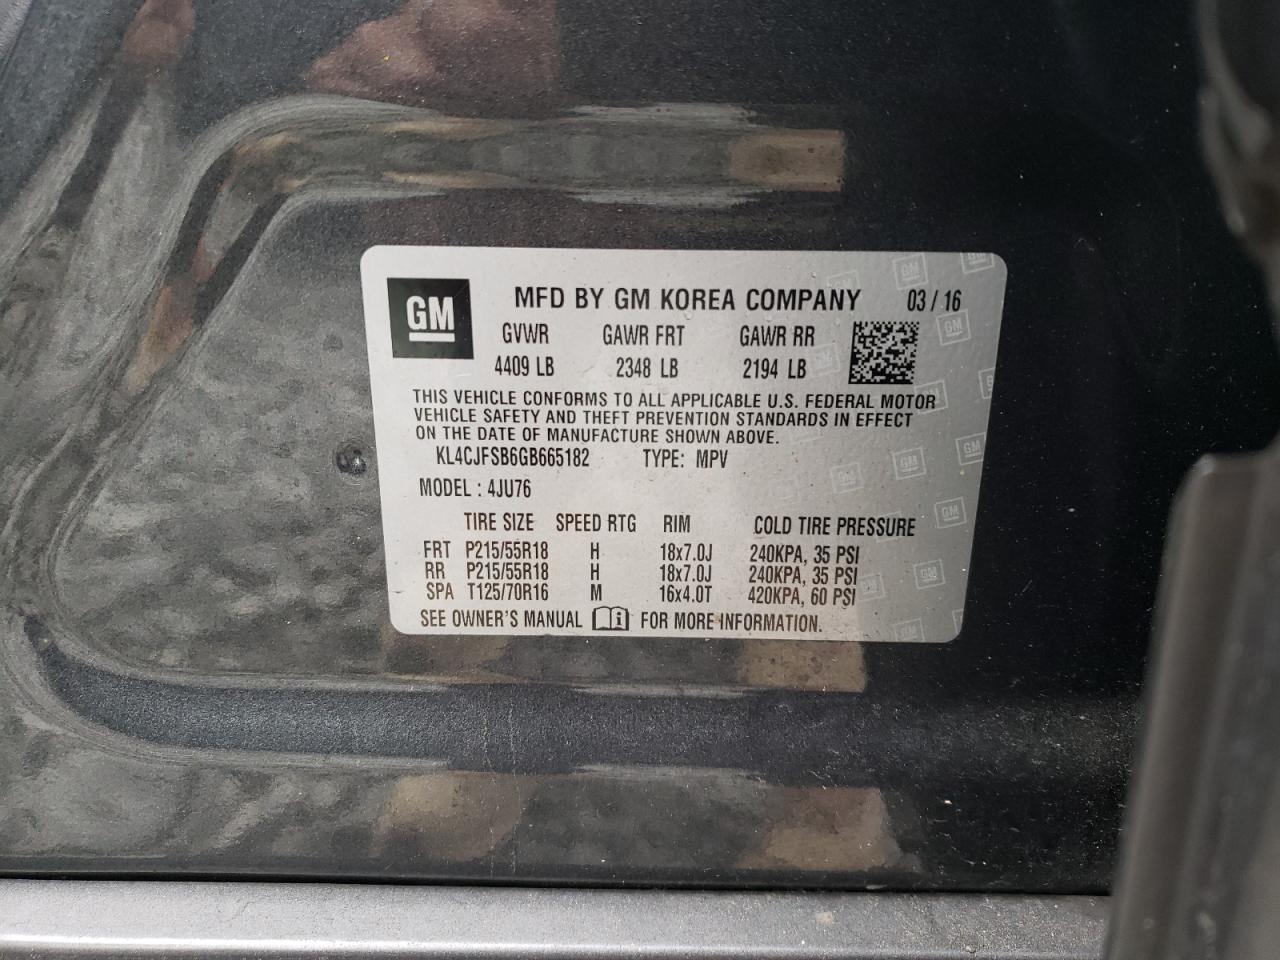 GM
MFD BY GM KOREA COMPANY 03 / 16
GVWR GAWR FRT GAWR RR
4409 LB 2348 LB 2194 LB
THIS VEHICLE CONFORMS TO ALL APPLICABLE U.S. FEDERAL MOTOR
VEHICLE SAFETY AND THEFT PREVENTION STANDARDS IN EFFECT
ON THE DATE OF MANUFACTURE SHOWN ABOVE.
KL4CJFSB6GB665182 TYPE: MPV
MODEL : 4JU76
TIRE SIZE SPEED RTG RIM COLD TIRE PRESSURE
FRT P215/55R18 H 18x7.0J 240KPA, 35 PSI
RR P215/55R18 H 18x7.0J 240KPA, 35 PSI
SPA T125/70R16 M 16x4.0T 420KPA, 60 PSI
SEE OWNER'S MANUAL i FOR MORE INFORMATION.